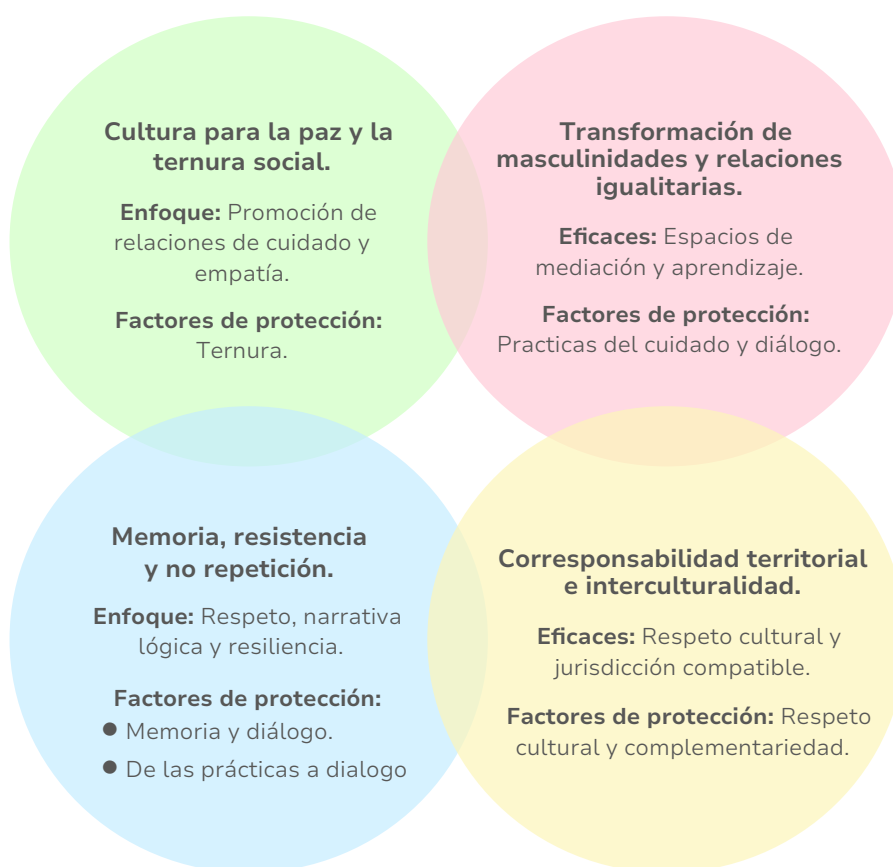 Cultura para la paz y la
ternura social.
Enfoque: Promoción de
relaciones de cuidado y
empatía.
Factores de protección:
Ternura.
Transformación de
masculinidades y relaciones
igualitarias.
Eficaces: Espacios de
mediación y aprendizaje.
Factores de protección:
Practicas del cuidado y diálogo.
Memoria, resistencia
y no repetición.
Enfoque: Respeto, narrativa
lógica y resiliencia.
Factores de protección:
● Memoria y diálogo.
● De las prácticas a dialogo
Corresponsabilidad territorial
e interculturalidad.
Eficaces: Respeto cultural y
jurisdicción compatible.
Factores de protección: Respeto
cultural y complementariedad.